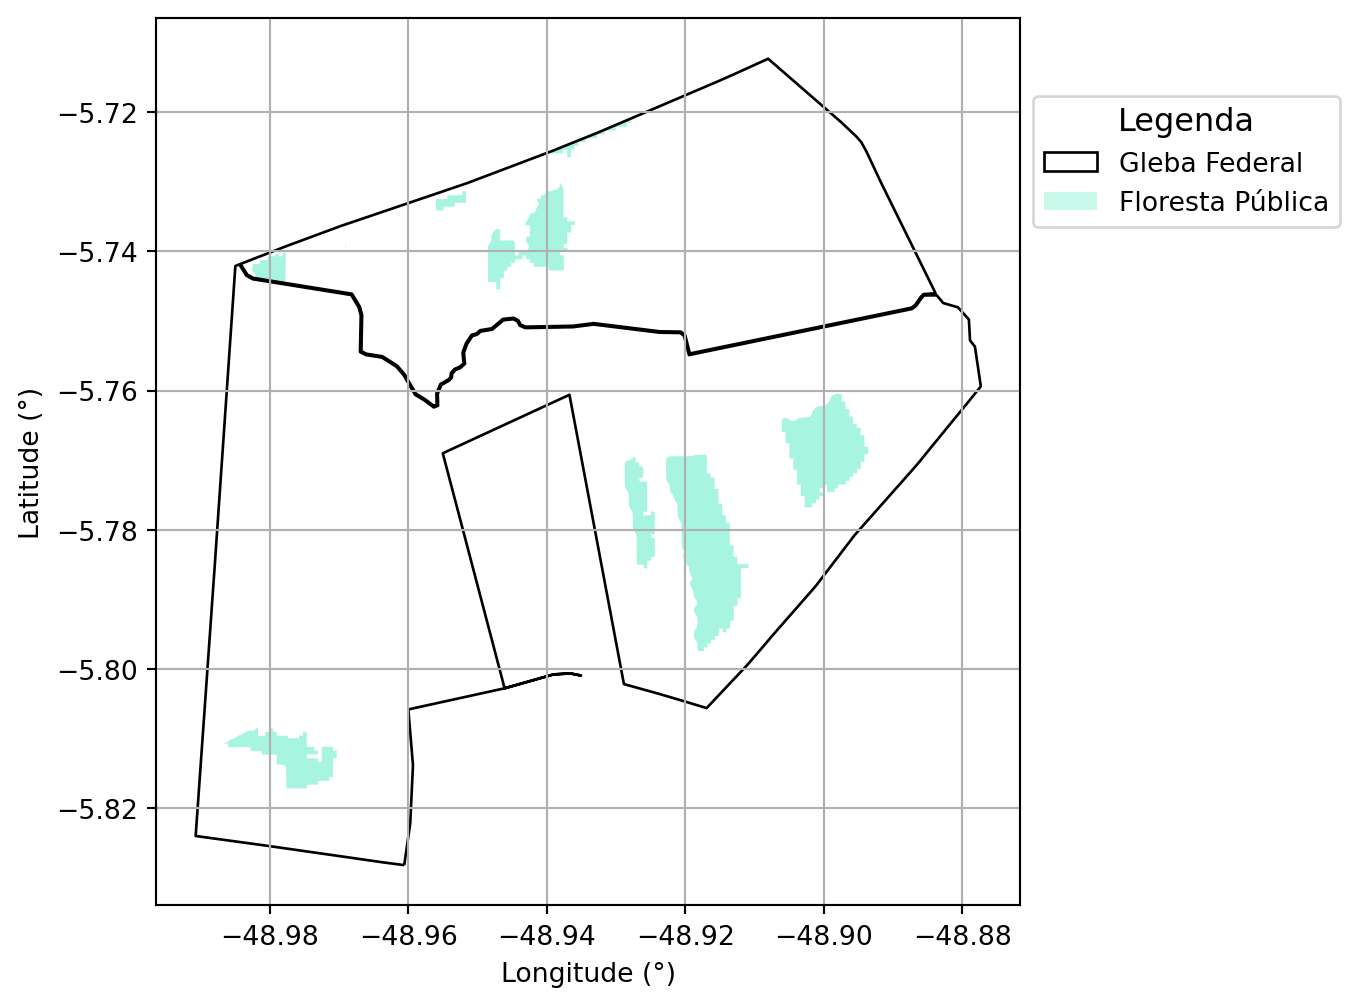 −5.72
−5.74
−5.76
−5.78
−5.80
−5.82
Latitude (°)
−48.98
−48.96
−48.94
−48.92
−48.90
−48.88
Longitude (°)
Legenda
Gleba Federal
Floresta Pública